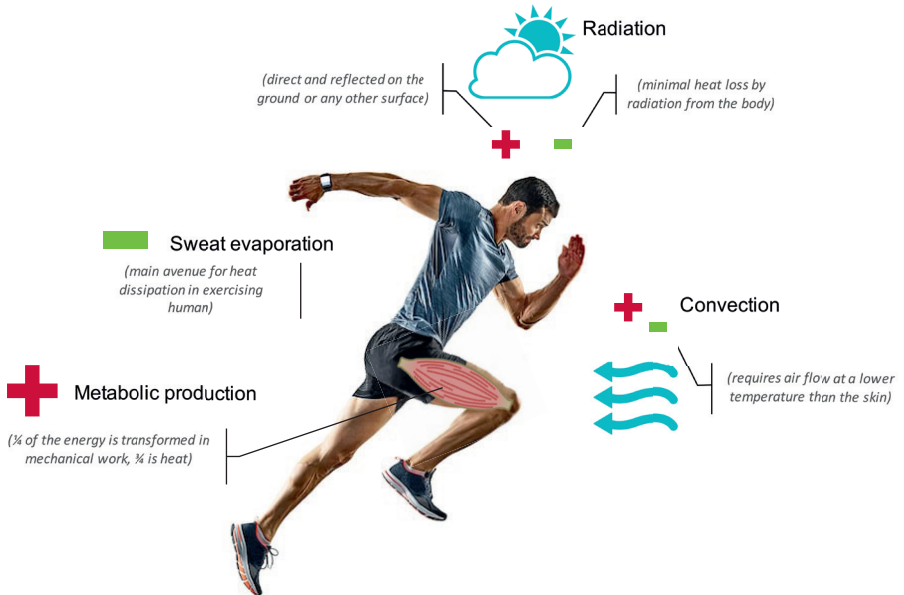 Radiation
(direct and reflected on the
ground or any other surface)
(minimal heat loss by
radiation from the body)
Sweat evaporation
(main avenue for heat
dissipation in exercising
human)
Convection
(requires air flow at a lower
temperature than the skin)
Metabolic production
(¼ of the energy is transformed in
mechanical work, ¾ is heat)